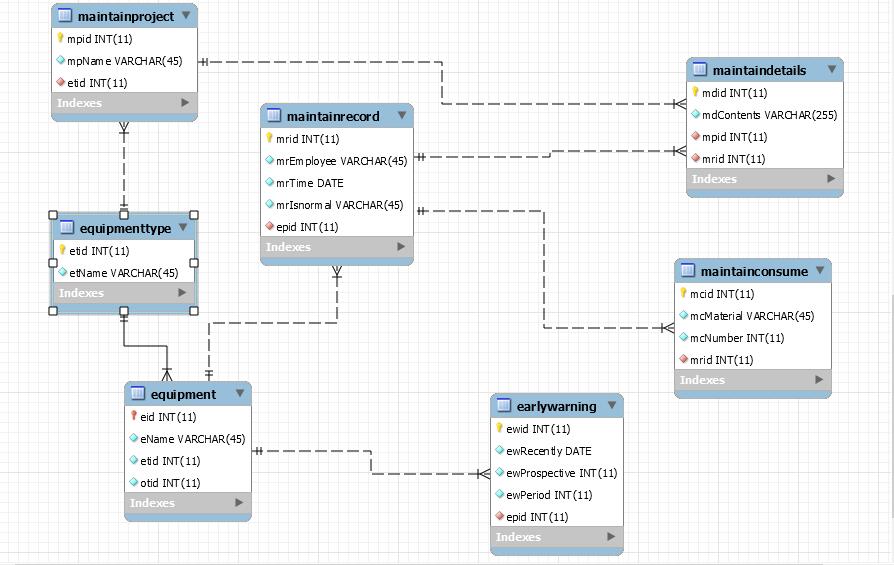 maintainproject
mpid INT(11)
mpName VARCHAR(45)
etid INT(11)
Indexes
maintainrecord
mrid INT(11)
mrEmployee VARCHAR(45)
mrTime DATE
mrIsnormal VARCHAR(45)
epid INT(11)
Indexes
maintaindetails
mdid INT(11)
mdContents VARCHAR(255)
mpid INT(11)
mrid INT(11)
Indexes
equipmenttype
etid INT(11)
etName VARCHAR(45)
Indexes
maintainconsume
mcid INT(11)
mcMaterial VARCHAR(45)
mcNumber INT(11)
mrid INT(11)
Indexes
equipment
eid INT(11)
eName VARCHAR(45)
etid INT(11)
otid INT(11)
Indexes
earlywarning
ewid INT(11)
ewRecently DATE
ewProspective INT(11)
ewPeriod INT(11)
epid INT(11)
Indexes